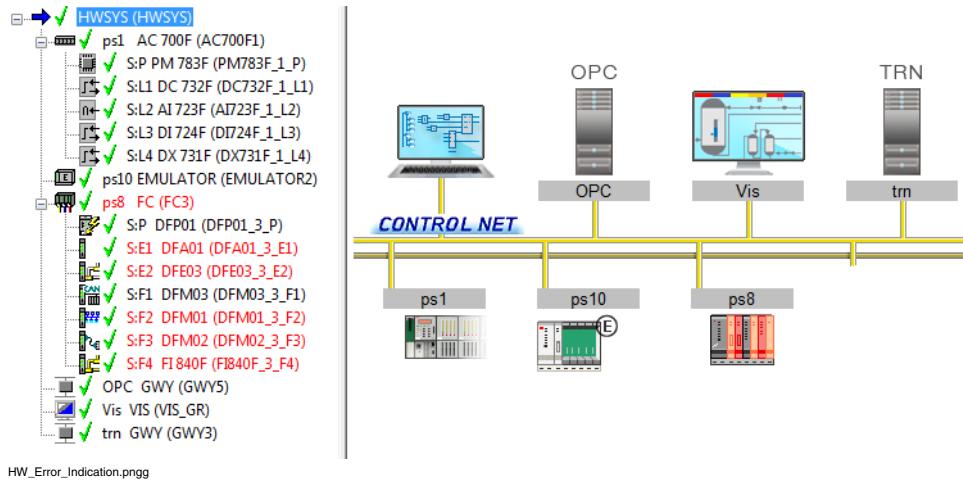 HWSYS (HWSYS)
ps1 AC 700F (AC700F1)
S:P PM 783F (PM783F_1_P)
S:L1 DC 732F (DC732F_1_L1)
S:L2 AI 723F (AI723F_1_L2)
S:L3 DI 724F (DI724F_1_L3)
S:L4 DX 731F (DX731F_1_L4)
ps10 EMULATOR (EMULATOR2)
ps8 FC (FC3)
S:P DFP01 (DFP01_3_P)
S:E1 DFA01 (DFA01_3_E1)
S:E2 DFE03 (DFE03_3_E2)
CAN
S:F1 DFM03 (DFM03_3_F1)
S:F2 DFM01 (DFM01_3_F2)
S:F3 DFM02 (DFM02_3_F3)
S:F4 FI 840F (FI840F_3_F4)
OPC GWY (GWY5)
Vis VIS (VIS_GR)
trn GWY (GWY3)
OPC
TRN
OPC
Vis
trn
CONTROL NET
ps1
ps10
ps8
E
E
HW_Error_Indication.pngg